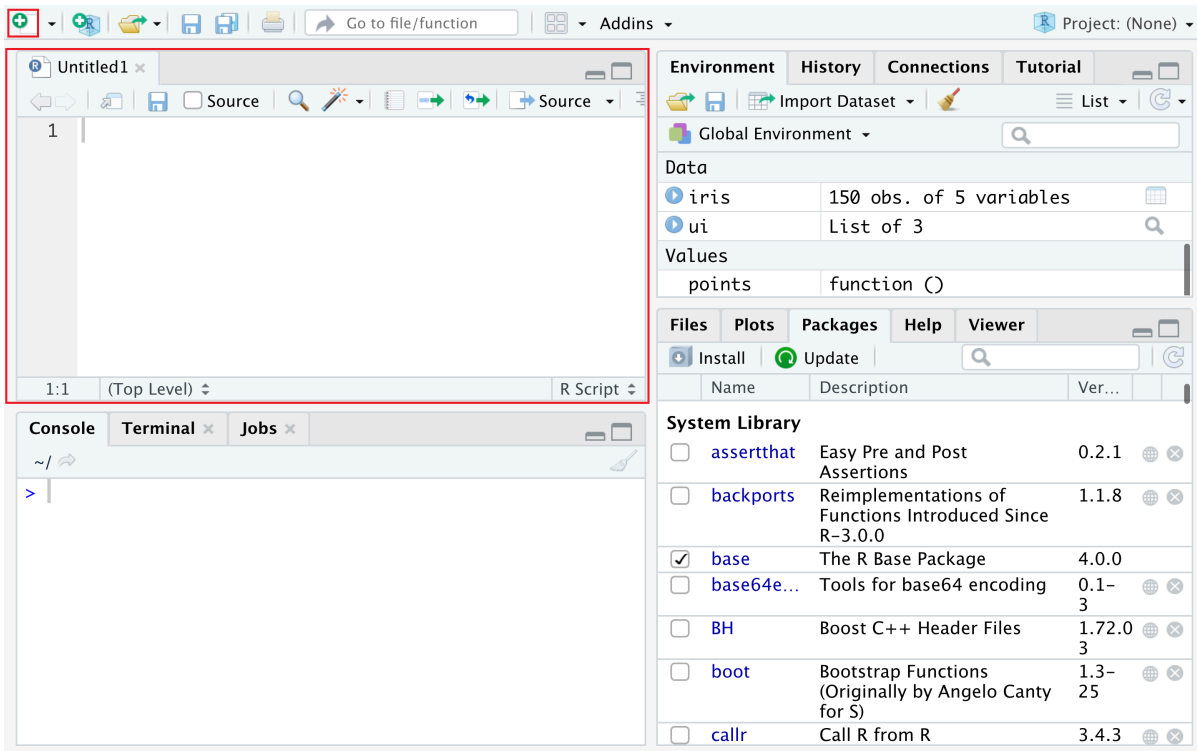 Go to file/function Addins Project: (None)
Untitled1
Source Source
1
1:1 (Top Level) R Script
Console Terminal Jobs
~/
>
Environment History Connections Tutorial
Import Dataset List
Global Environment
Data
iris 150 obs. of 5 variables
ui List of 3
Values
points function ()
Files Plots Packages Help Viewer
Install Update
Name Description Ver...
System Library
assertthat Easy Pre and Post 0.2.1
Assertions
backports Reimplementations of 1.1.8
Functions Introduced Since
R-3.0.0
base The R Base Package 4.0.0
base64e... Tools for base64 encoding 0.1-
3
BH Boost C++ Header Files 1.72.0
3
boot Bootstrap Functions 1.3-
(Originally by Angelo Canty 25
for S)
callr Call R from R 3.4.3